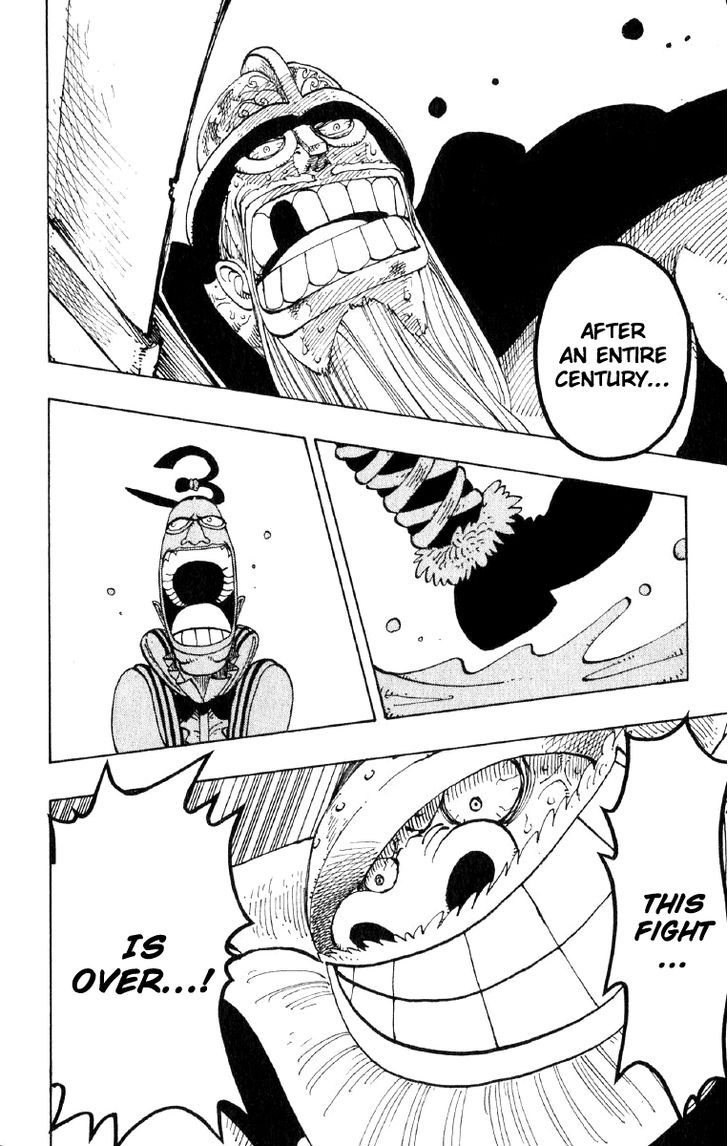 AFTER
AN ENTIRE
CENTURY...
THIS
FIGHT
...
IS
OVER...!